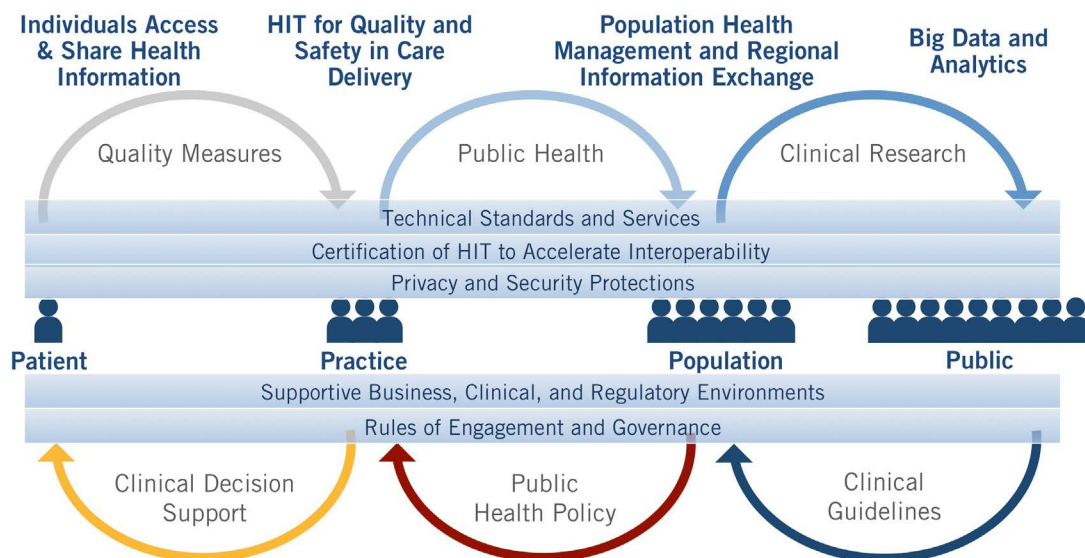 Individuals Access
& Share Health
Information
HIT for Quality and
Safety in Care
Delivery
Population Health
Management and Regional
Information Exchange
Big Data and
Analytics
Quality Measures
Public Health
Clinical Research
Technical Standards and Services
Certification of HIT to Accelerate Interoperability
Privacy and Security Protections
Patient
Practice
Population
Public
Supportive Business, Clinical, and Regulatory Environments
Rules of Engagement and Governance
Clinical Decision
Support
Public
Health Policy
Clinical
Guidelines